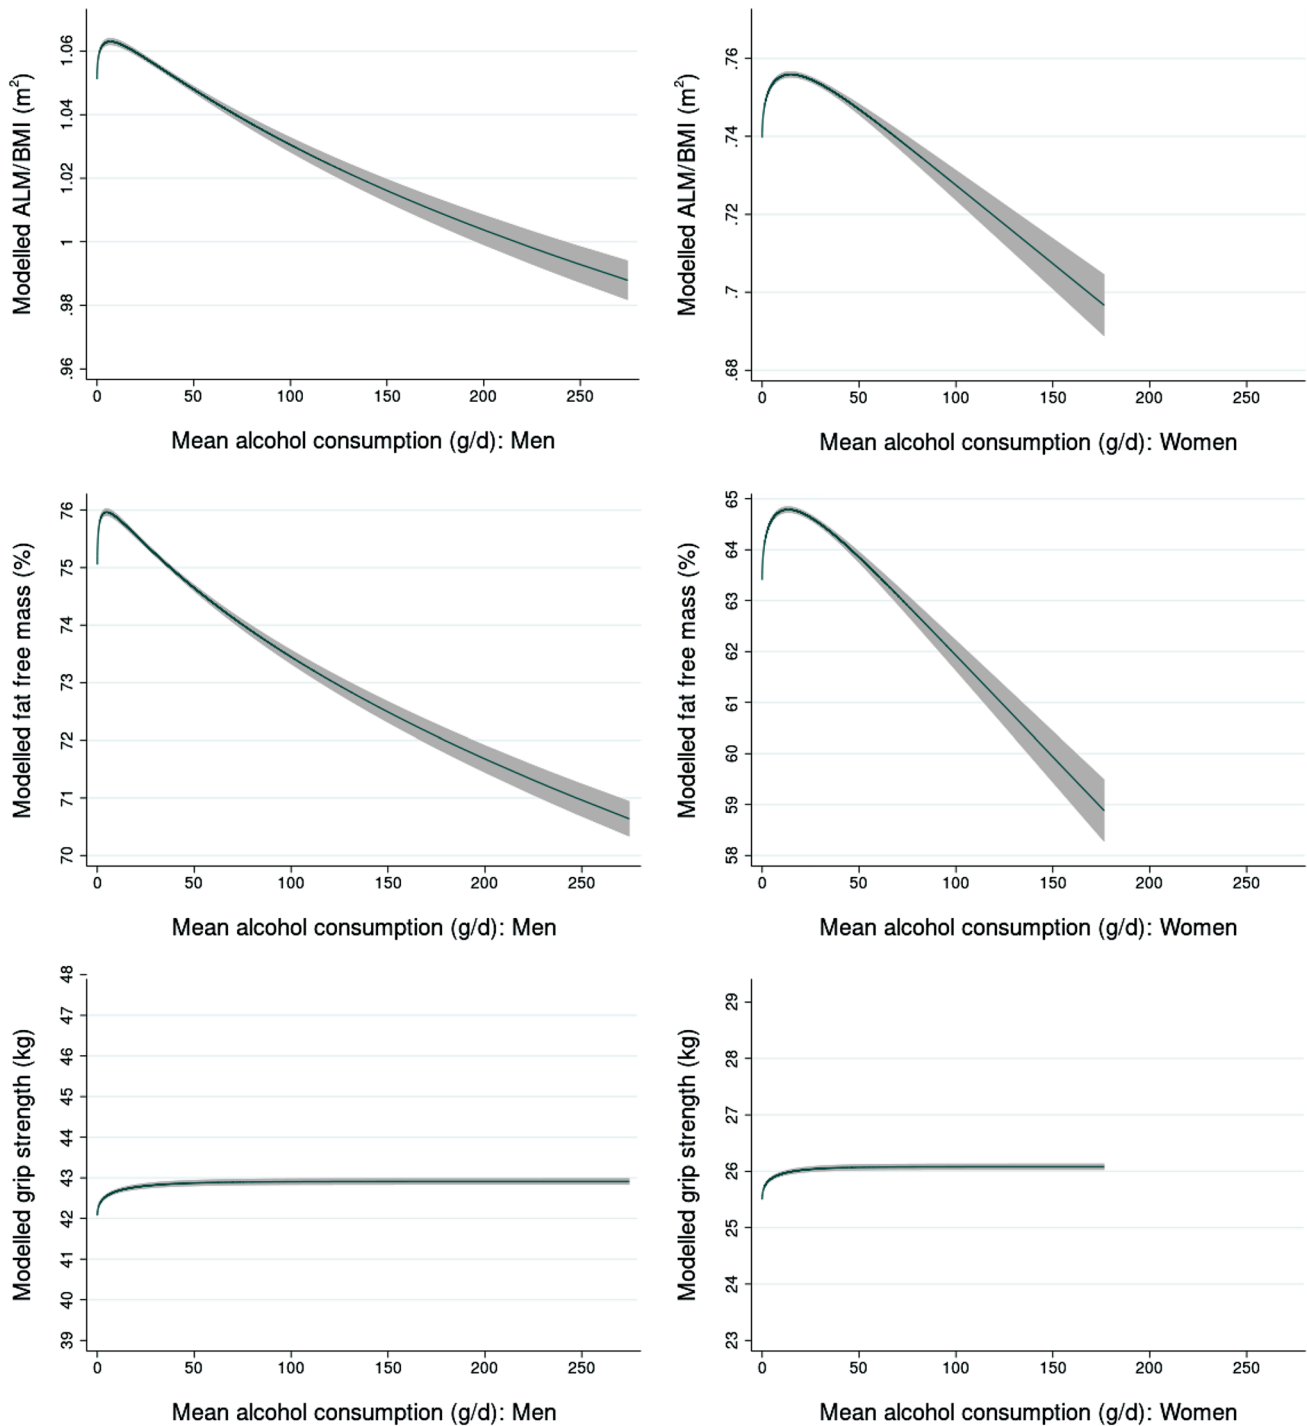 Modelled ALM/BMI (m²)
1.06
1.04
1.02
1
.98
.96
0 50 100 150 200 250
Mean alcohol consumption (g/d): Men
Modelled ALM/BMI (m²)
.76
.74
.72
.7
.68
0 50 100 150 200 250
Mean alcohol consumption (g/d): Women
Modelled fat free mass (%)
76
75
74
73
72
71
70
0 50 100 150 200 250
Mean alcohol consumption (g/d): Men
Modelled fat free mass (%)
65
64
63
62
61
60
59
58
0 50 100 150 200 250
Mean alcohol consumption (g/d): Women
Modelled grip strength (kg)
48
47
46
45
44
43
42
41
40
39
0 50 100 150 200 250
Mean alcohol consumption (g/d): Men
Modelled grip strength (kg)
29
28
27
26
25
24
23
0 50 100 150 200 250
Mean alcohol consumption (g/d): Women